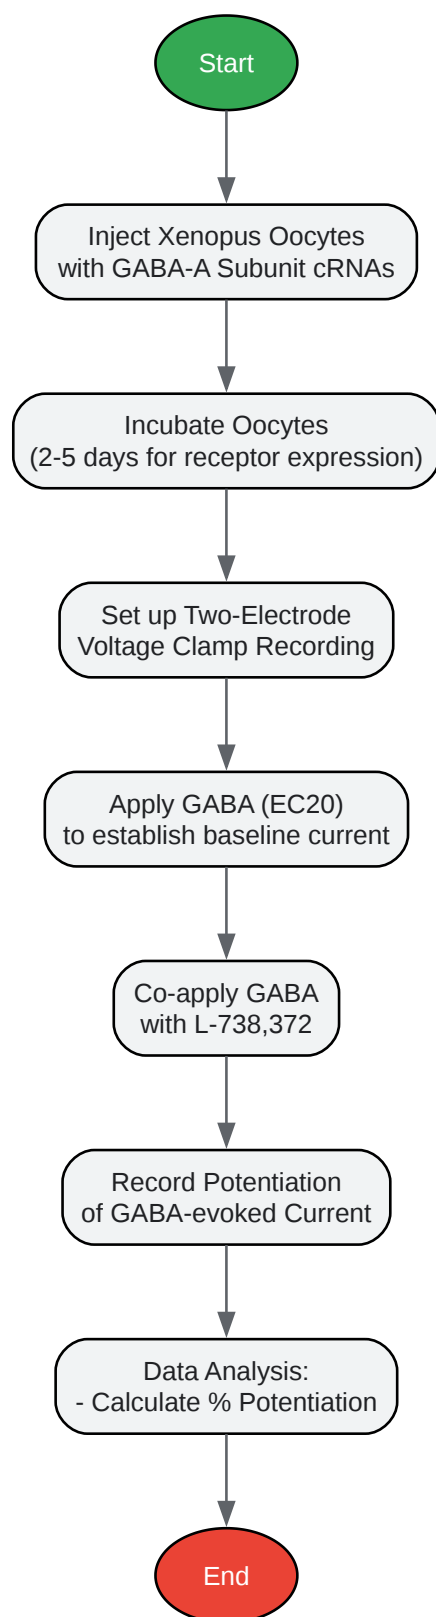 Start
Inject Xenopus Oocytes
with GABA-A Subunit cRNAs
Incubate Oocytes
(2-5 days for receptor expression)
Set up Two-Electrode
Voltage Clamp Recording
Apply GABA (EC20)
to establish baseline current
Co-apply GABA
with L-738,372
Record Potentiation
of GABA-evoked Current
Data Analysis:
- Calculate % Potentiation
End